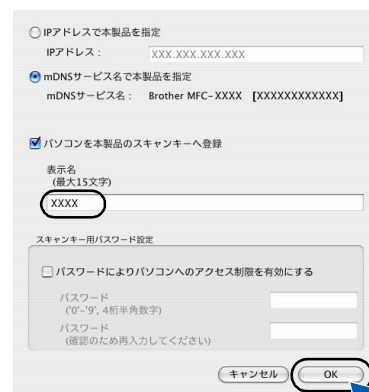 IPアドレスで本製品を指定
IPアドレス： XXX.XXX.XXX.XXX
mDNSサービス名で本製品を指定
mDNSサービス名： Brother MFC-XXXX [XXXXXXXXXXXX]
パソコンを本製品のスキャンキーへ登録
表示名
(最大15文字)
XXXX
スキャンキー用パスワード設定
パスワードによりパソコンへのアクセス制限を有効にする
パスワード
('0'-'9', 4桁半角数字)
パスワード
(確認のため再入力してください)
キャンセル OK